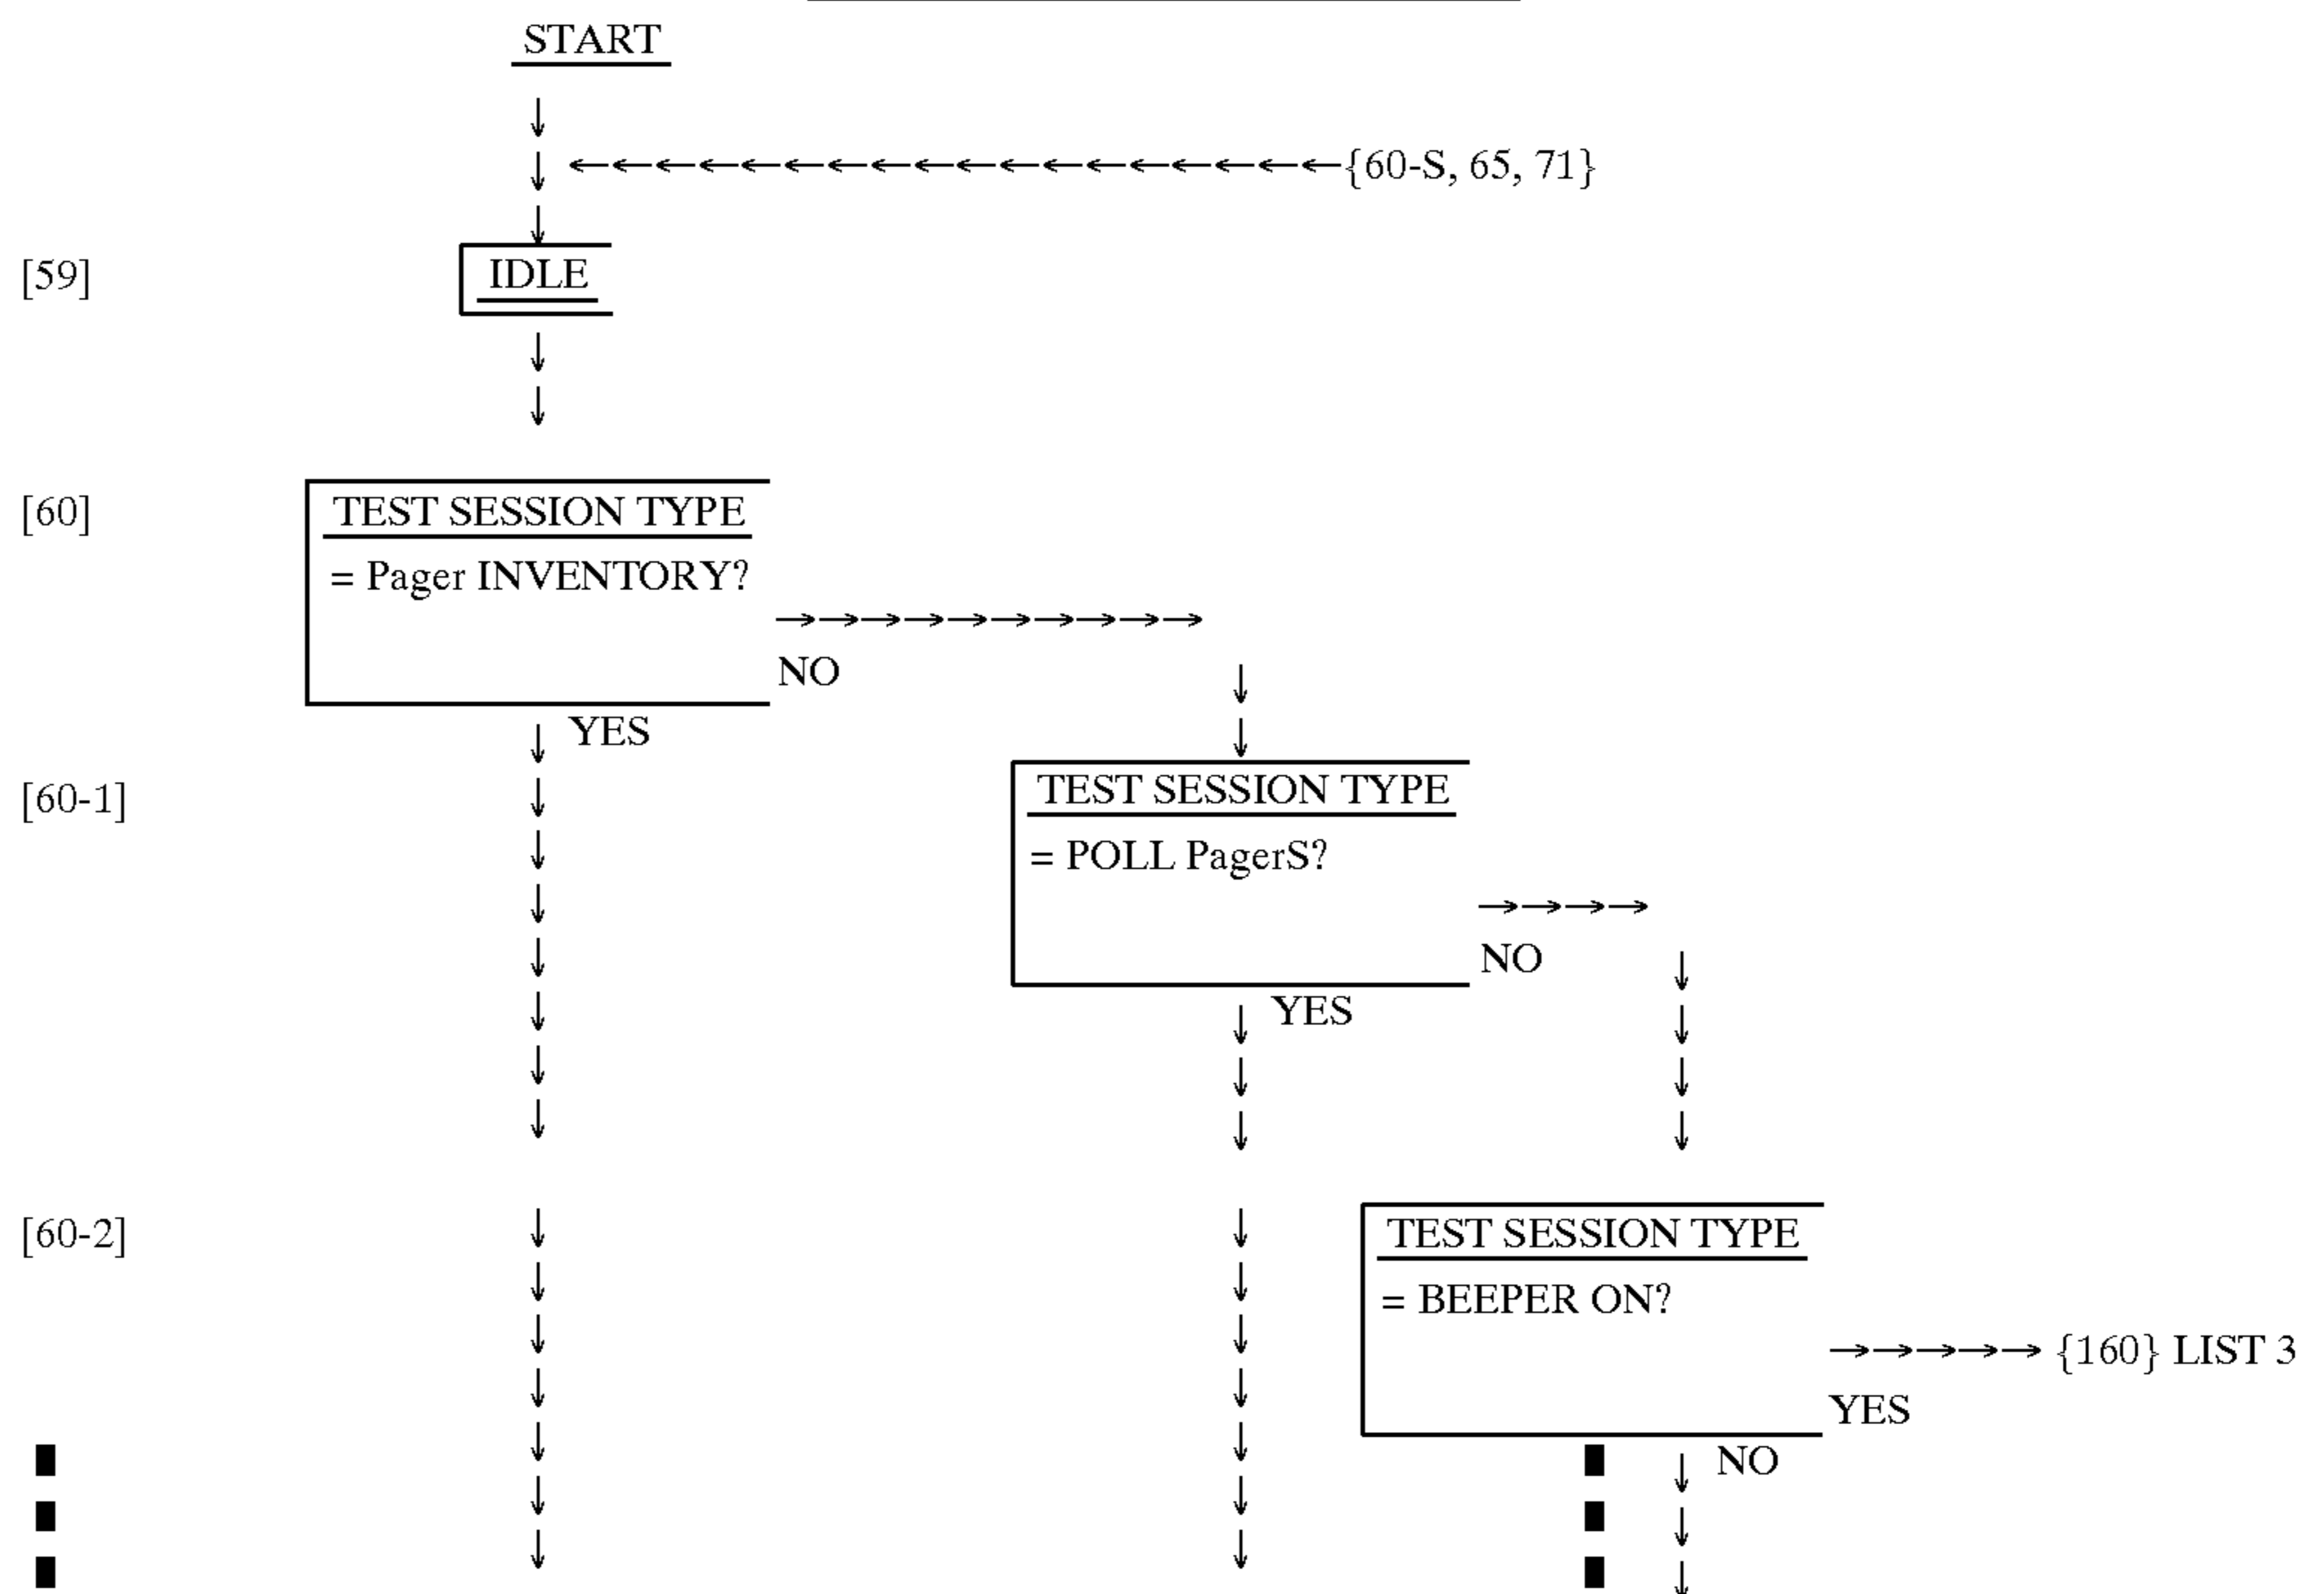 START
{60-S, 65, 71}
[59] IDLE
[60] TEST SESSION TYPE
= Pager INVENTORY?
NO
YES
[60-1] TEST SESSION TYPE
= POLL PagerS?
NO
YES
[60-2] TEST SESSION TYPE
= BEEPER ON?
{160} LIST 3
YES
NO